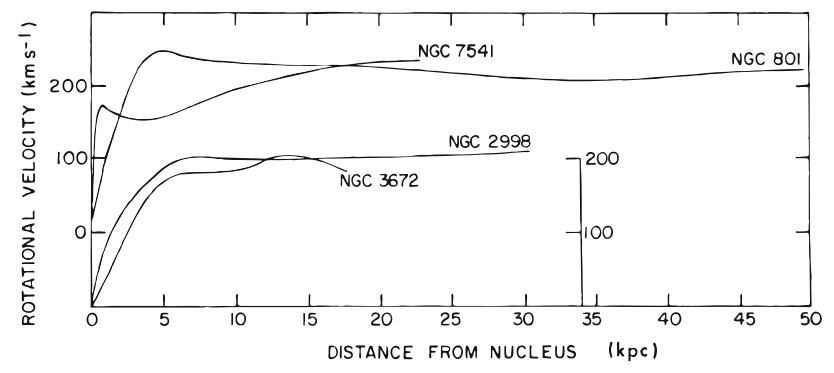 ROTATIONAL VELOCITY (km s⁻¹)
200
100
0
NGC 7541
NGC 801
NGC 2998
NGC 3672
200
100
0 5 10 15 20 25 30 35 40 45 50
DISTANCE FROM NUCLEUS (kpc)